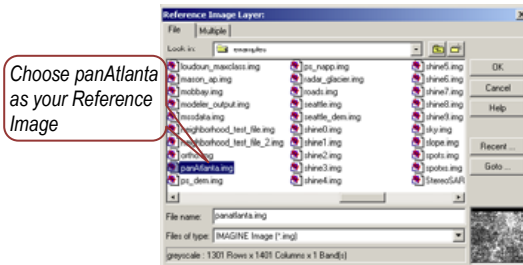 Reference Image Layer:
File Multiple
Look in: examples
loudoun_maxclass.img
mason_ap.img
mobbay.img
modeler_output.img
mssdata.img
neighborhood_test_file.img
neighborhood_test_file_2.img
ortho.img
panAtlanta.img
ps_dem.img
ps_napp.img
radar_glacier.img
roads.img
seattle.img
seattle_dem.img
shine0.img
shine1.img
shine2.img
shine3.img
shine4.img
shine5.img
shine6.img
shine7.img
shine8.img
shine9.img
sky.img
slope.img
spots.img
spotxs.img
StereoSAR
OK
Cancel
Help
Recent ...
Goto ...
Choose panAtlanta
as your Reference
Image
File name: panatlanta.img
Files of type: IMAGINE Image (*.img)
greyscale : 1301 Rows x 1401 Columns x 1 Band(s)